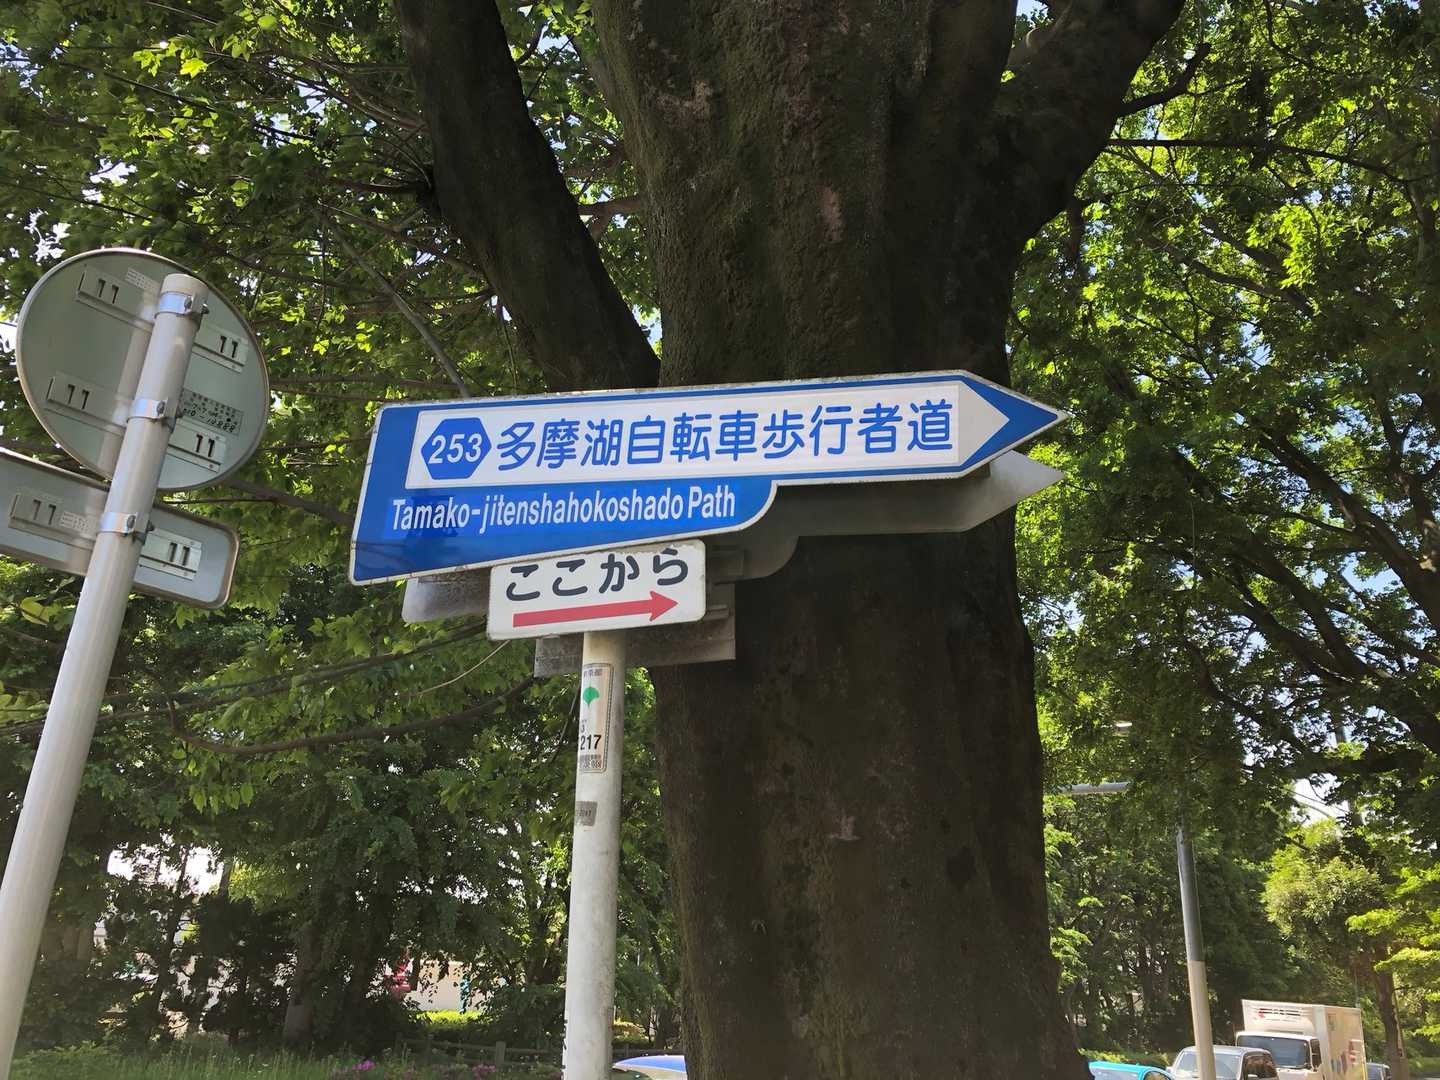 253 多摩湖自転車歩行者道
Tamako-jitenshahokoshado Path
ここから
217